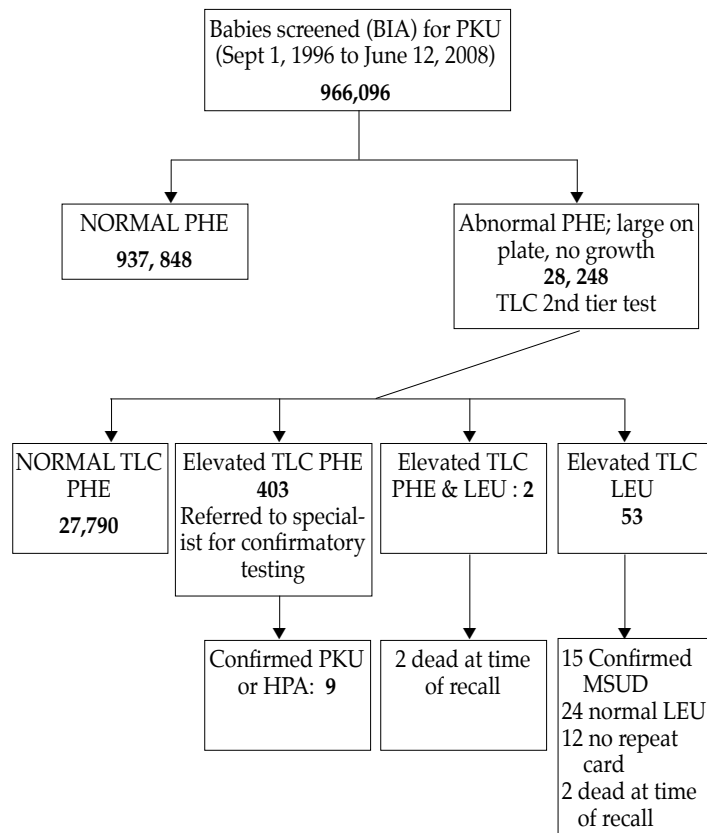 Babies screened (BIA) for PKU
(Sept 1, 1996 to June 12, 2008)
966,096
NORMAL PHE
937, 848
Abnormal PHE; large on
plate, no growth
28, 248
TLC 2nd tier test
NORMAL TLC
PHE
27,790
Elevated TLC PHE
403
Referred to special-
ist for confirmatory
testing
Elevated TLC
PHE & LEU : 2
Elevated TLC
LEU
53
Confirmed PKU
or HPA: 9
2 dead at time
of recall
15 Confirmed
MSUD
24 normal LEU
12 no repeat
card
2 dead at time
of recall